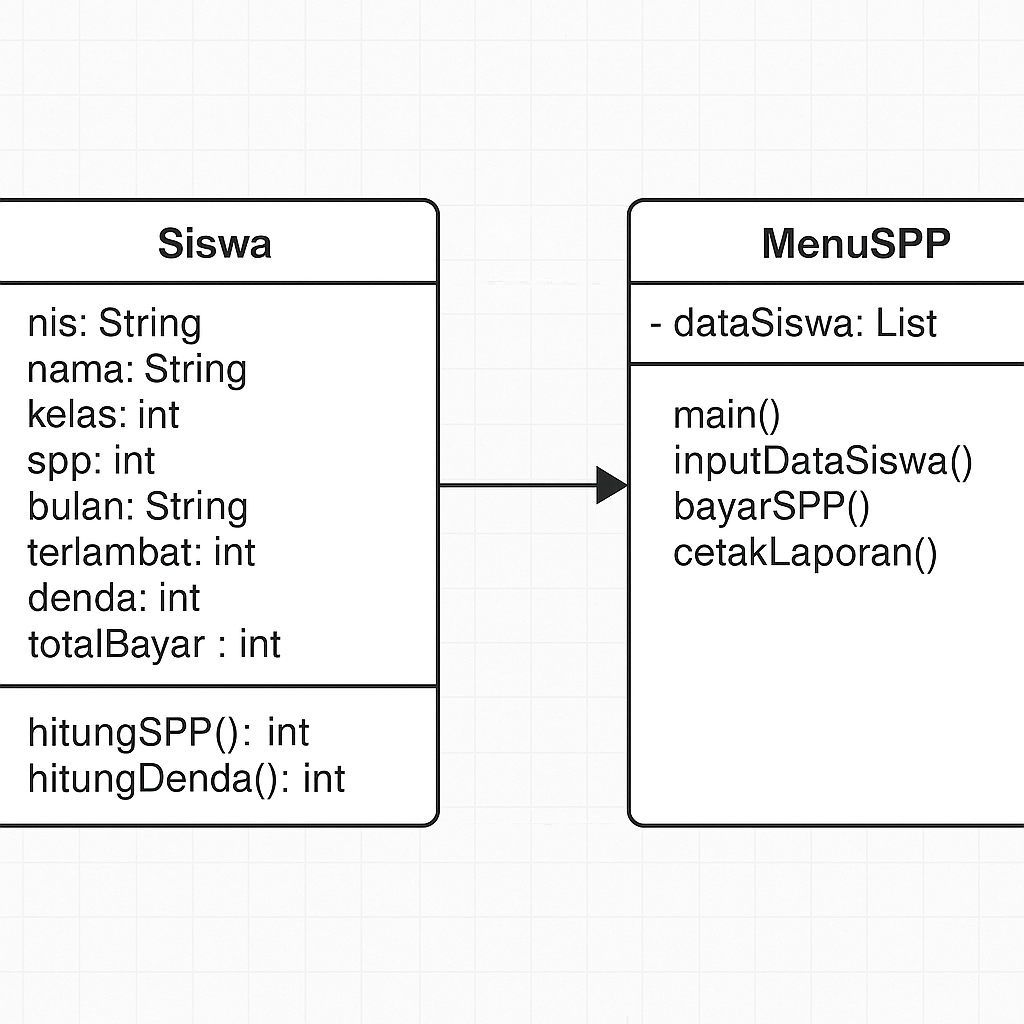 Siswa
nis: String
nama: String
kelas: int
spp: int
bulan: String
terlambat: int
denda: int
totalBayar : int
hitungSPP(): int
hitungDenda(): int
MenuSPP
- dataSiswa: List
main()
inputDataSiswa()
bayarSPP()
cetakLaporan()